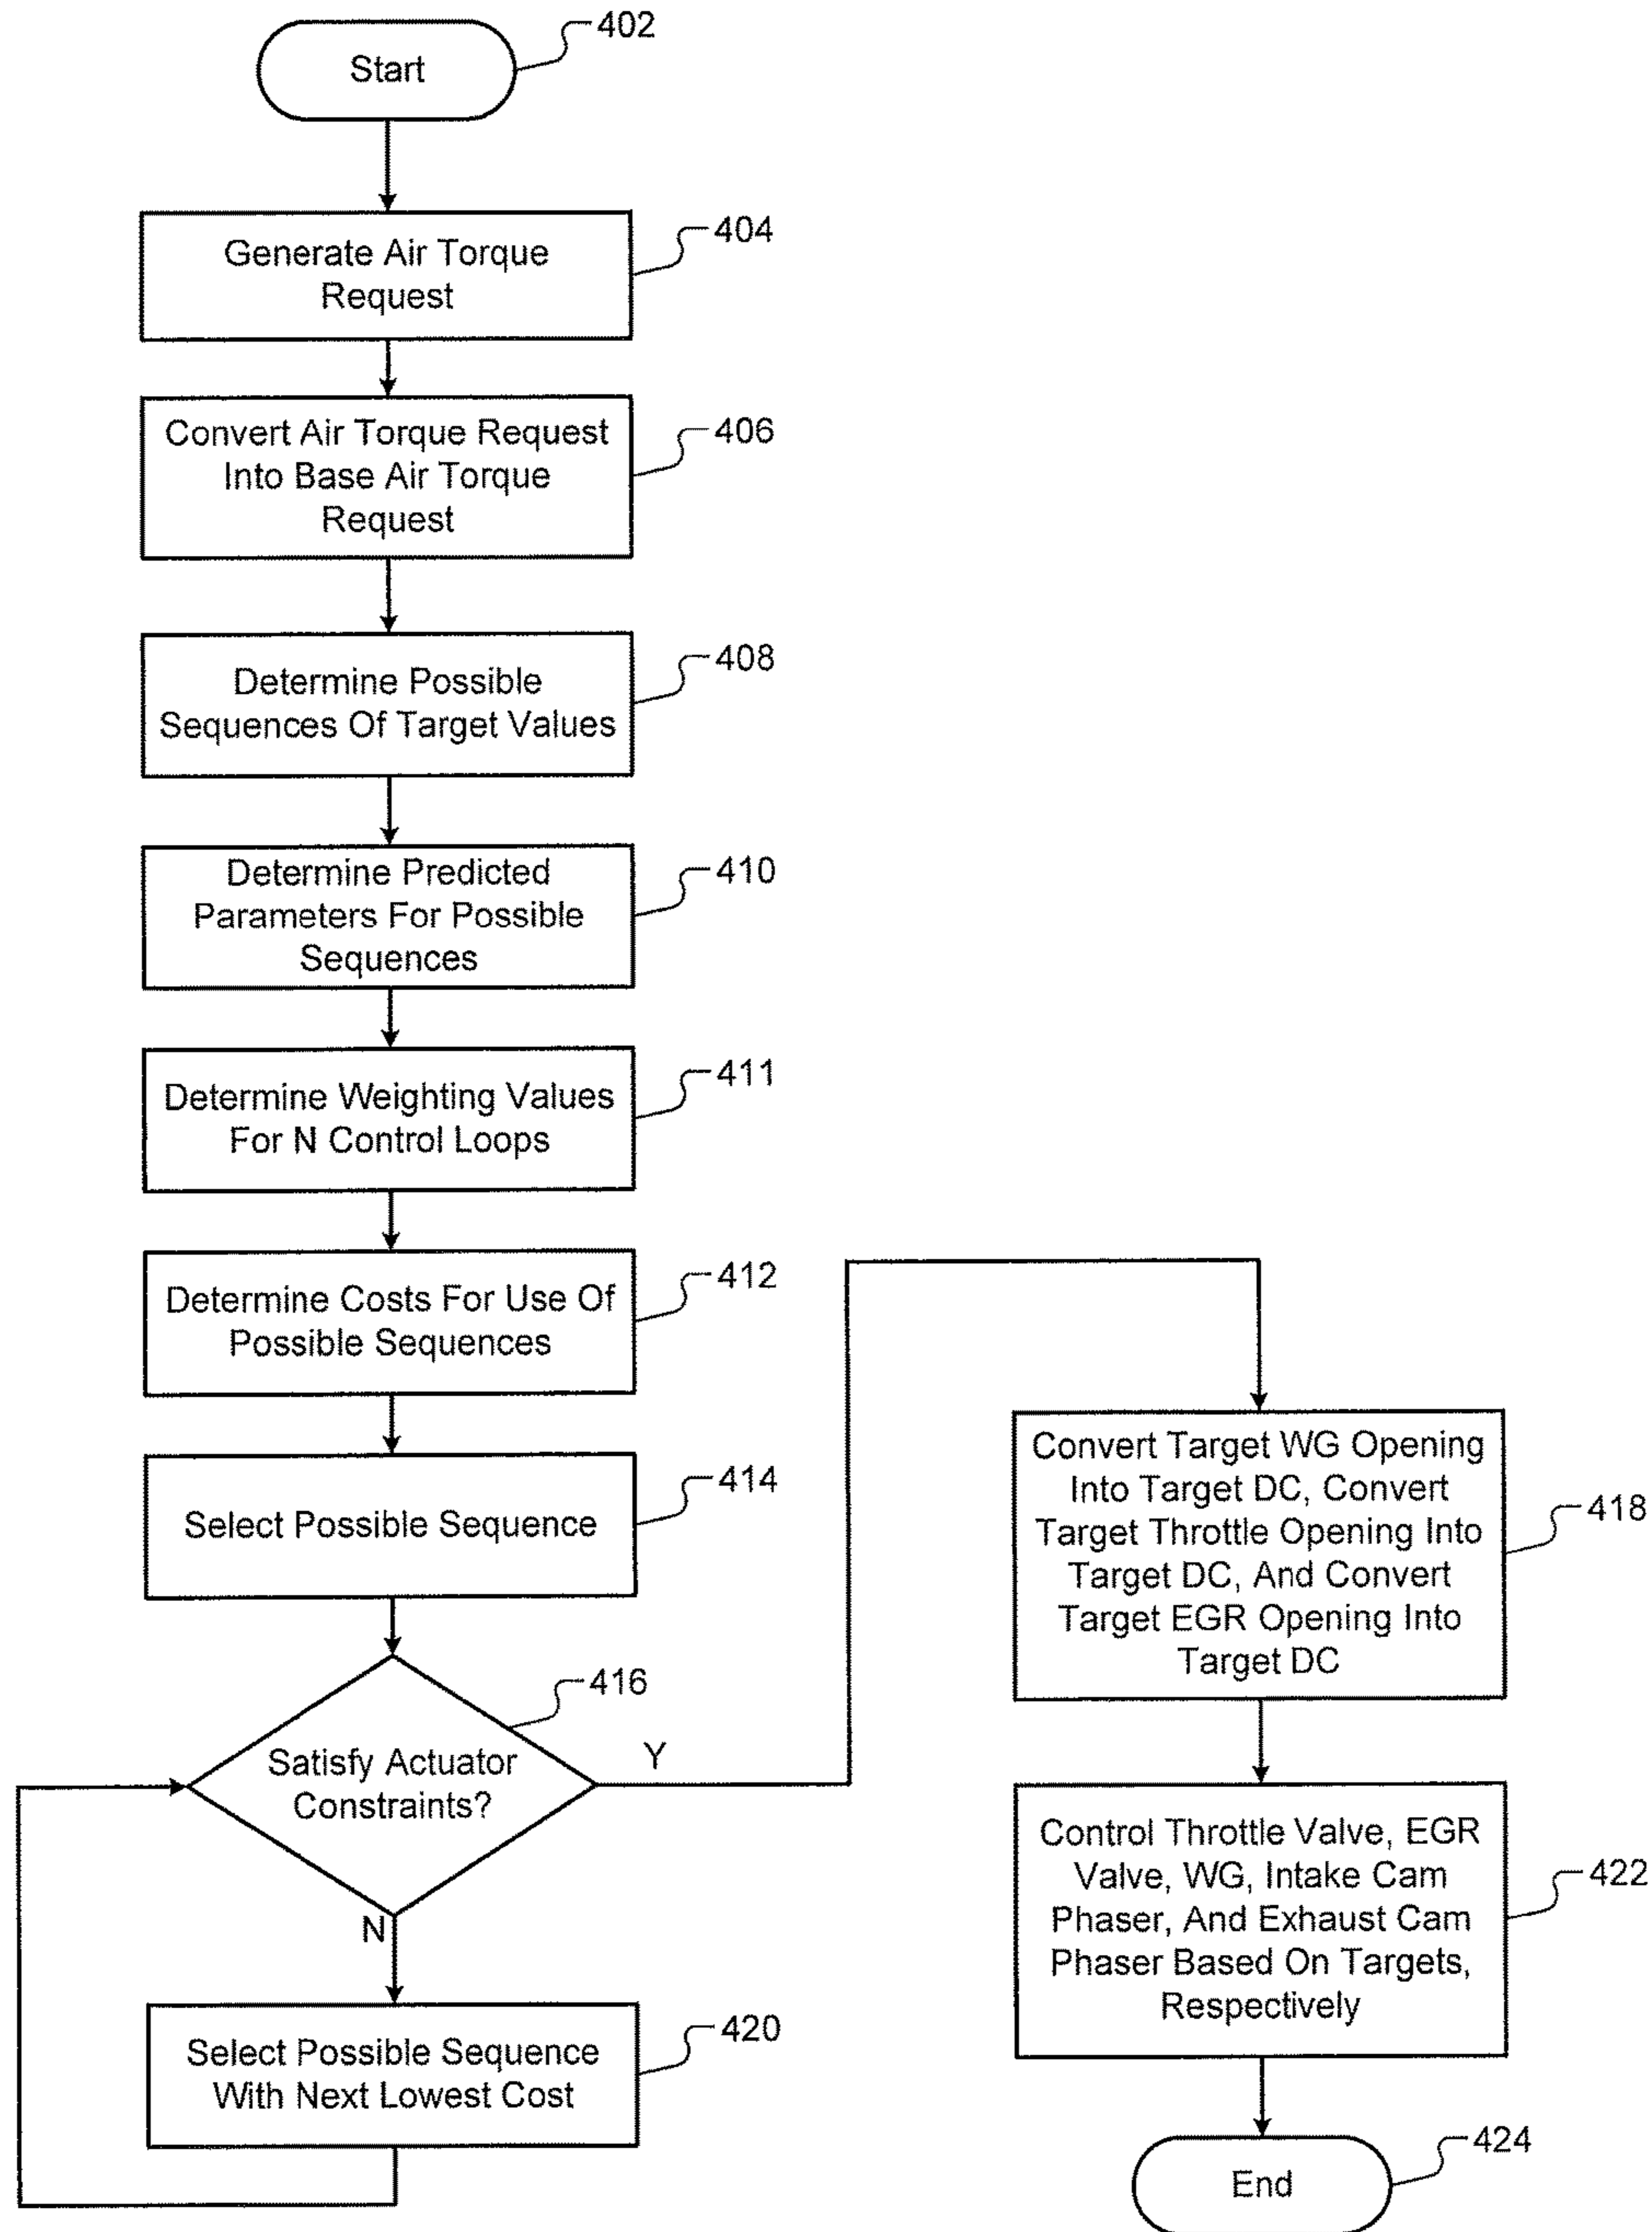 402
Start
404
Generate Air Torque
Request
406
Convert Air Torque Request
Into Base Air Torque
Request
408
Determine Possible
Sequences Of Target Values
410
Determine Predicted
Parameters For Possible
Sequences
411
Determine Weighting Values
For N Control Loops
412
Determine Costs For Use Of
Possible Sequences
414
Select Possible Sequence
416
Satisfy Actuator
Constraints?
Y
N
420
Select Possible Sequence
With Next Lowest Cost
418
Convert Target WG Opening
Into Target DC, Convert
Target Throttle Opening Into
Target DC, And Convert
Target EGR Opening Into
Target DC
422
Control Throttle Valve, EGR
Valve, WG, Intake Cam
Phaser, And Exhaust Cam
Phaser Based On Targets,
Respectively
424
End